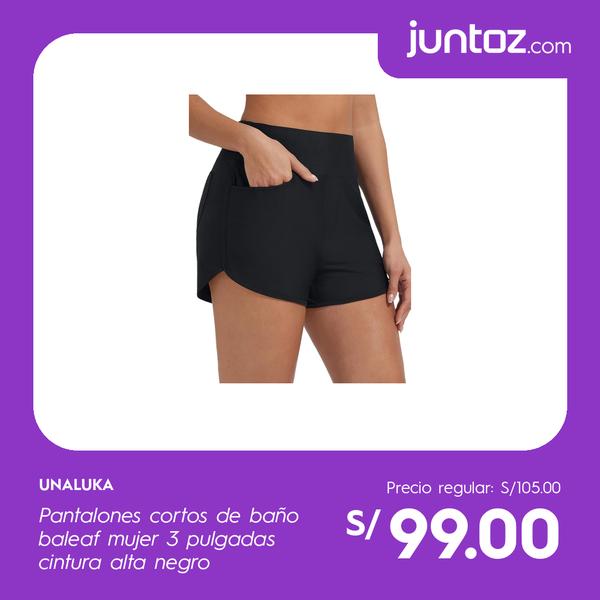 juntoz.com
UNALUKA
Pantalones cortos de baño
baleaf mujer 3 pulgadas
cintura alta negro
Precio regular: S/105.00
S/99.00